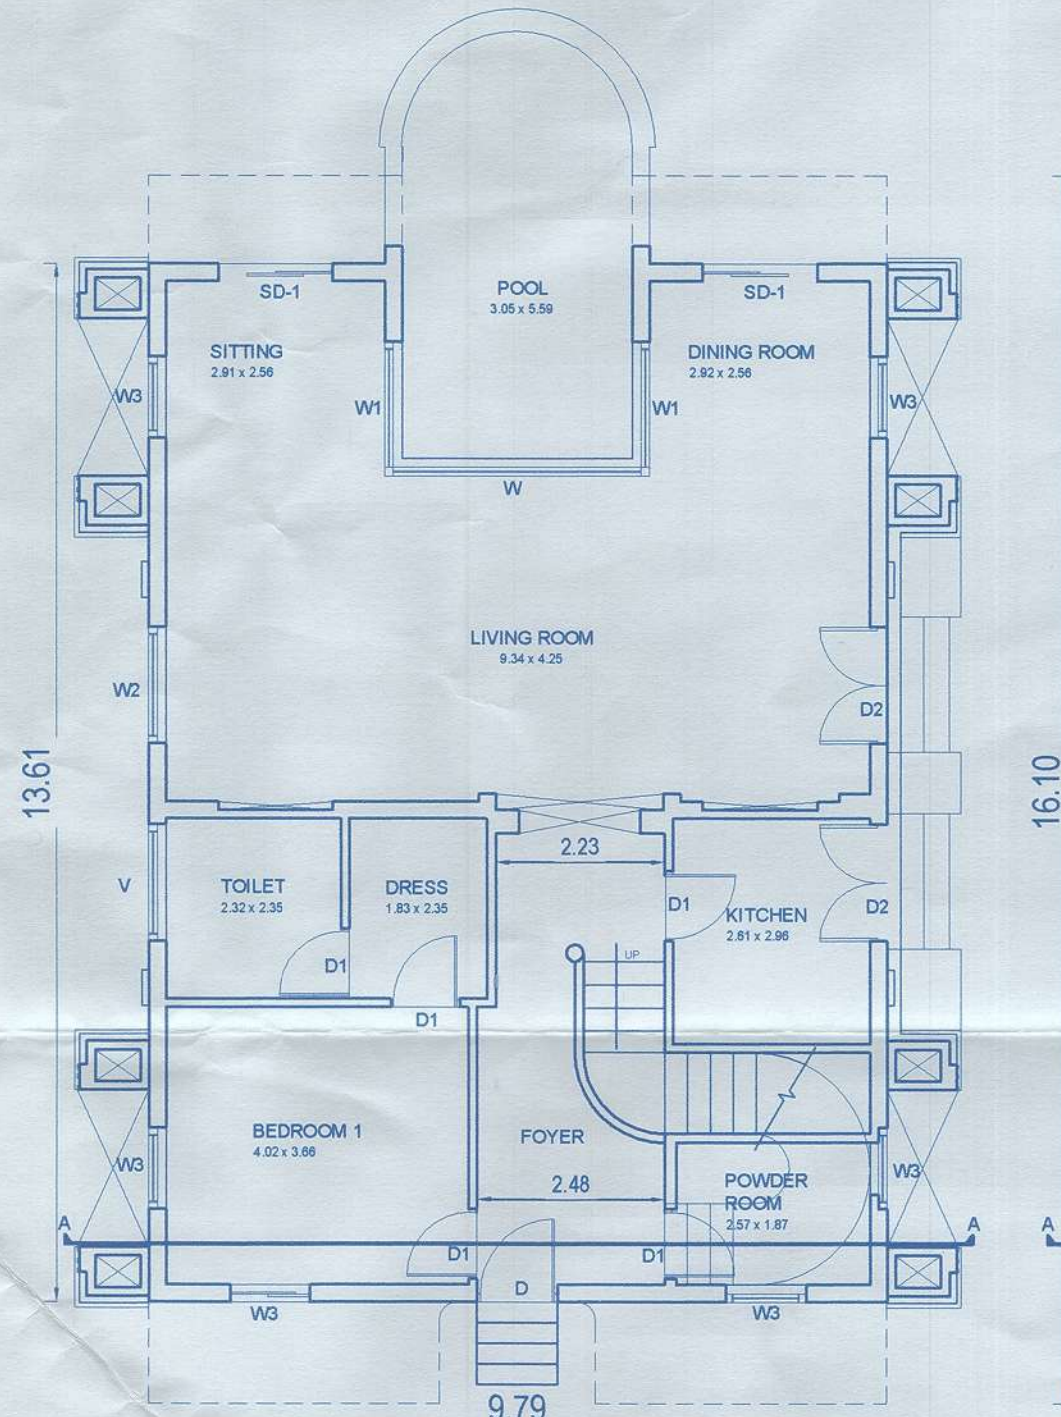 POOL
3.05 x 5.59
SD-1
SD-1
SITTING
2.91 x 2.56
DINING ROOM
2.92 x 2.56
W3
W1
W1
W3
W
LIVING ROOM
9.34 x 4.25
W2
D2
13.61
16.10
2.23
V
TOILET
2.32 x 2.35
DRESS
1.83 x 2.35
D1
KITCHEN
2.61 x 2.96
D2
UP
D1
D1
BEDROOM 1
4.02 x 3.66
FOYER
W3
W3
2.48
POWDER
ROOM
2.57 x 1.87
A
A
A
D1
D1
D
W3
W3
9.79